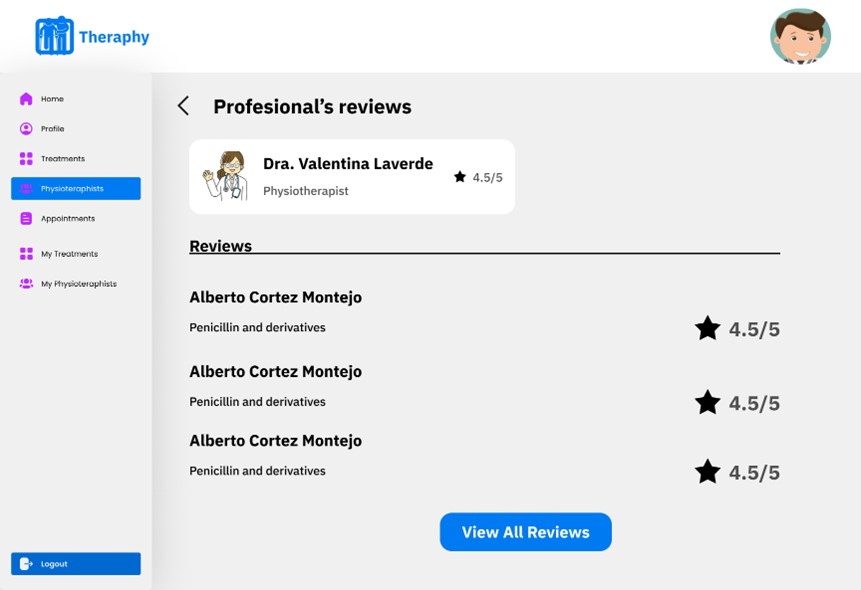 Theraphy
Home
Profile
Treatments
Physioteraphists
Appointments
My Treatments
My Physioteraphists
Logout
Profesional’s reviews
Dra. Valentina Laverde
Physiotherapist
4.5/5
Reviews
Alberto Cortez Montejo
Penicillin and derivatives
4.5/5
Alberto Cortez Montejo
Penicillin and derivatives
4.5/5
Alberto Cortez Montejo
Penicillin and derivatives
4.5/5
View All Reviews